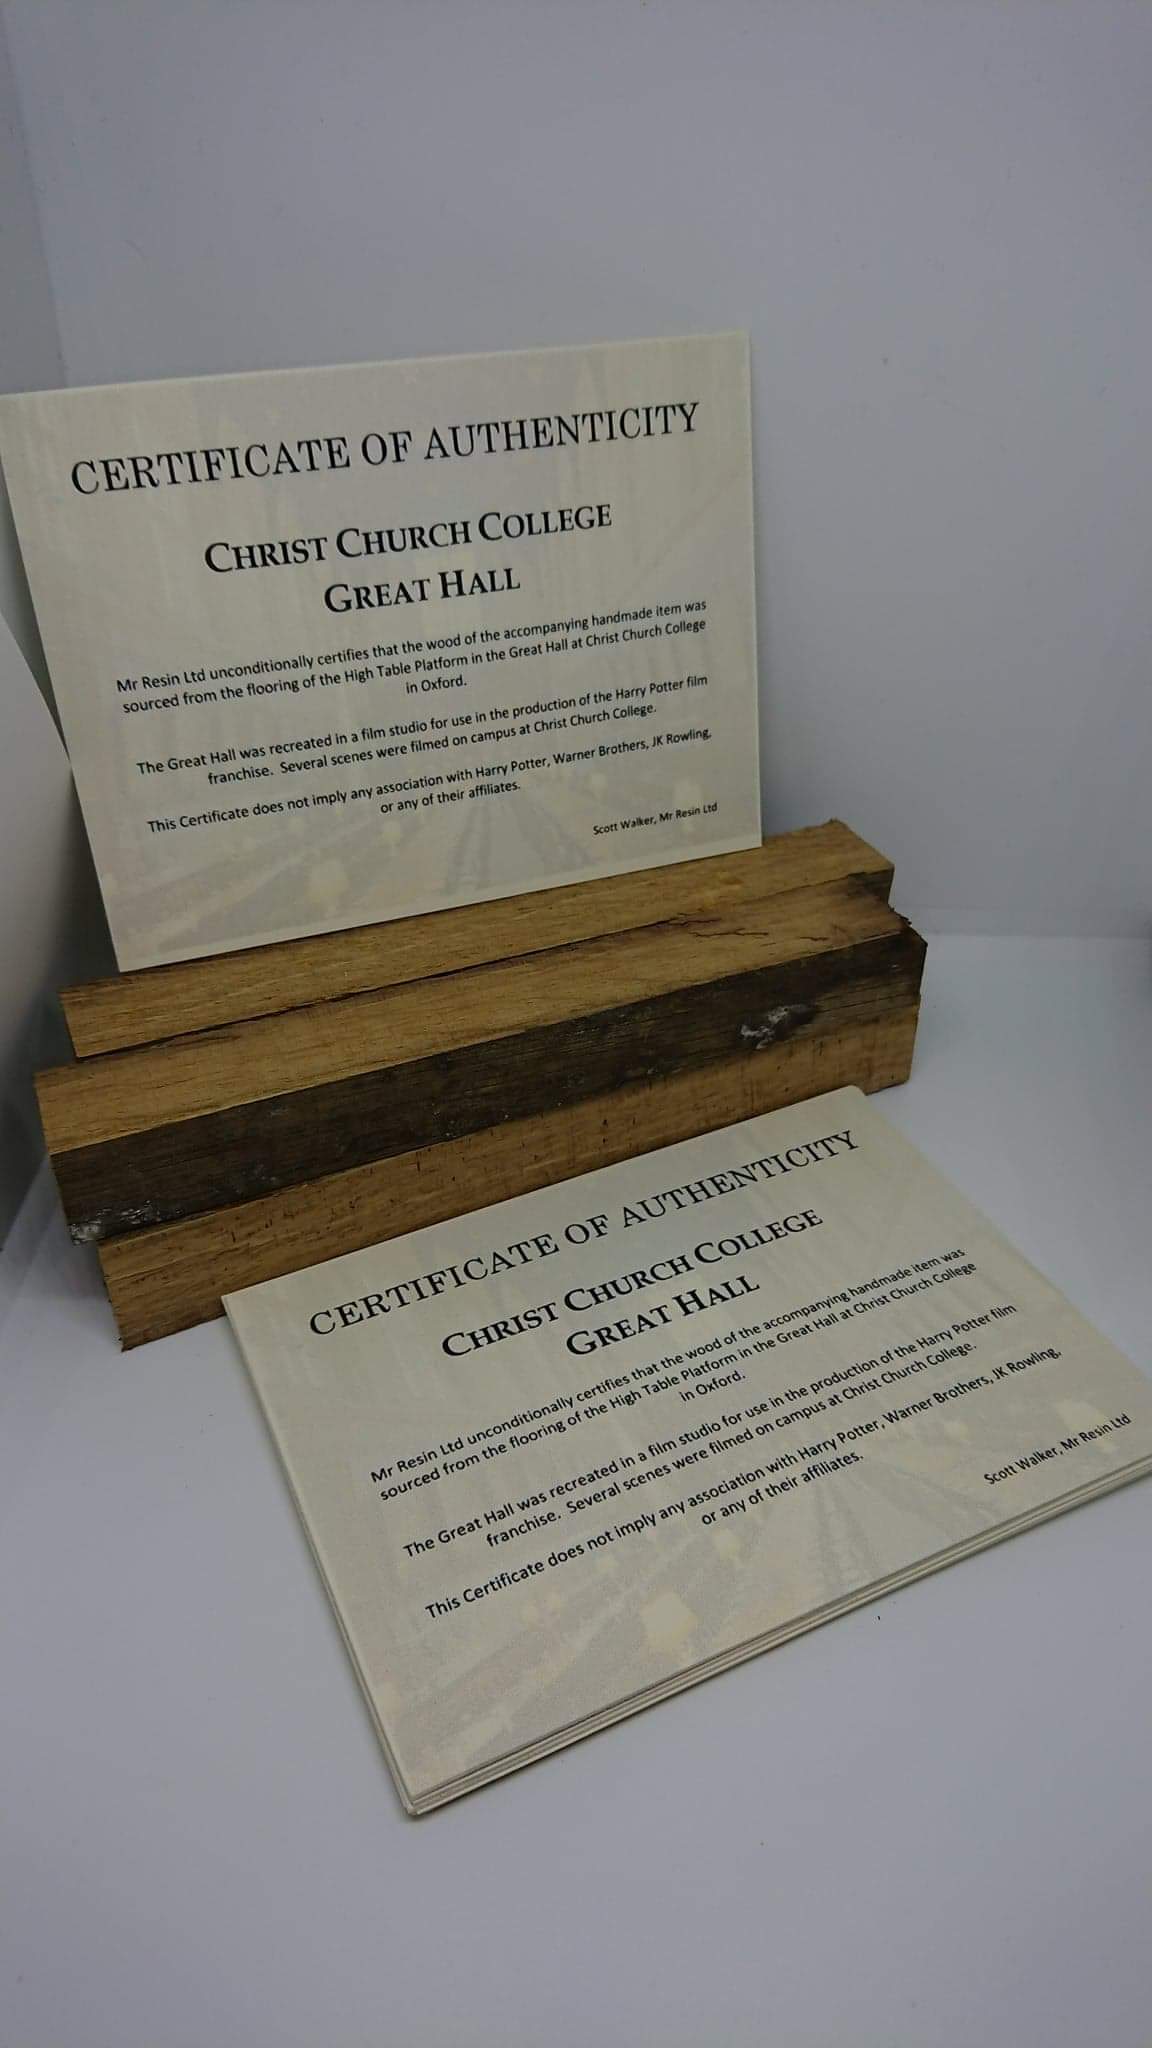 CERTIFICATE OF AUTHENTICITY
CHRIST CHURCH COLLEGE
GREAT HALL
Mr Resin Ltd unconditionally certifies that the wood of the accompanying handmade item was
sourced from the flooring of the High Table Platform in the Great Hall at Christ Church College
in Oxford.
The Great Hall was recreated in a film studio for use in the production of the Harry Potter film
franchise. Several scenes were filmed on campus at Christ Church College.
This Certificate does not imply any association with Harry Potter, Warner Brothers, JK Rowling,
or any of their affiliates.
Scott Walker, Mr Resin Ltd
CERTIFICATE OF AUTHENTICITY
CHRIST CHURCH COLLEGE
GREAT HALL
Mr Resin Ltd unconditionally certifies that the wood of the accompanying handmade item was
sourced from the flooring of the High Table Platform in the Great Hall at Christ Church College
in Oxford.
The Great Hall was recreated in a film studio for use in the production of the Harry Potter film
franchise. Several scenes were filmed on campus at Christ Church College.
This Certificate does not imply any association with Harry Potter, Warner Brothers, JK Rowling,
or any of their affiliates.
Scott Walker, Mr Resin Ltd